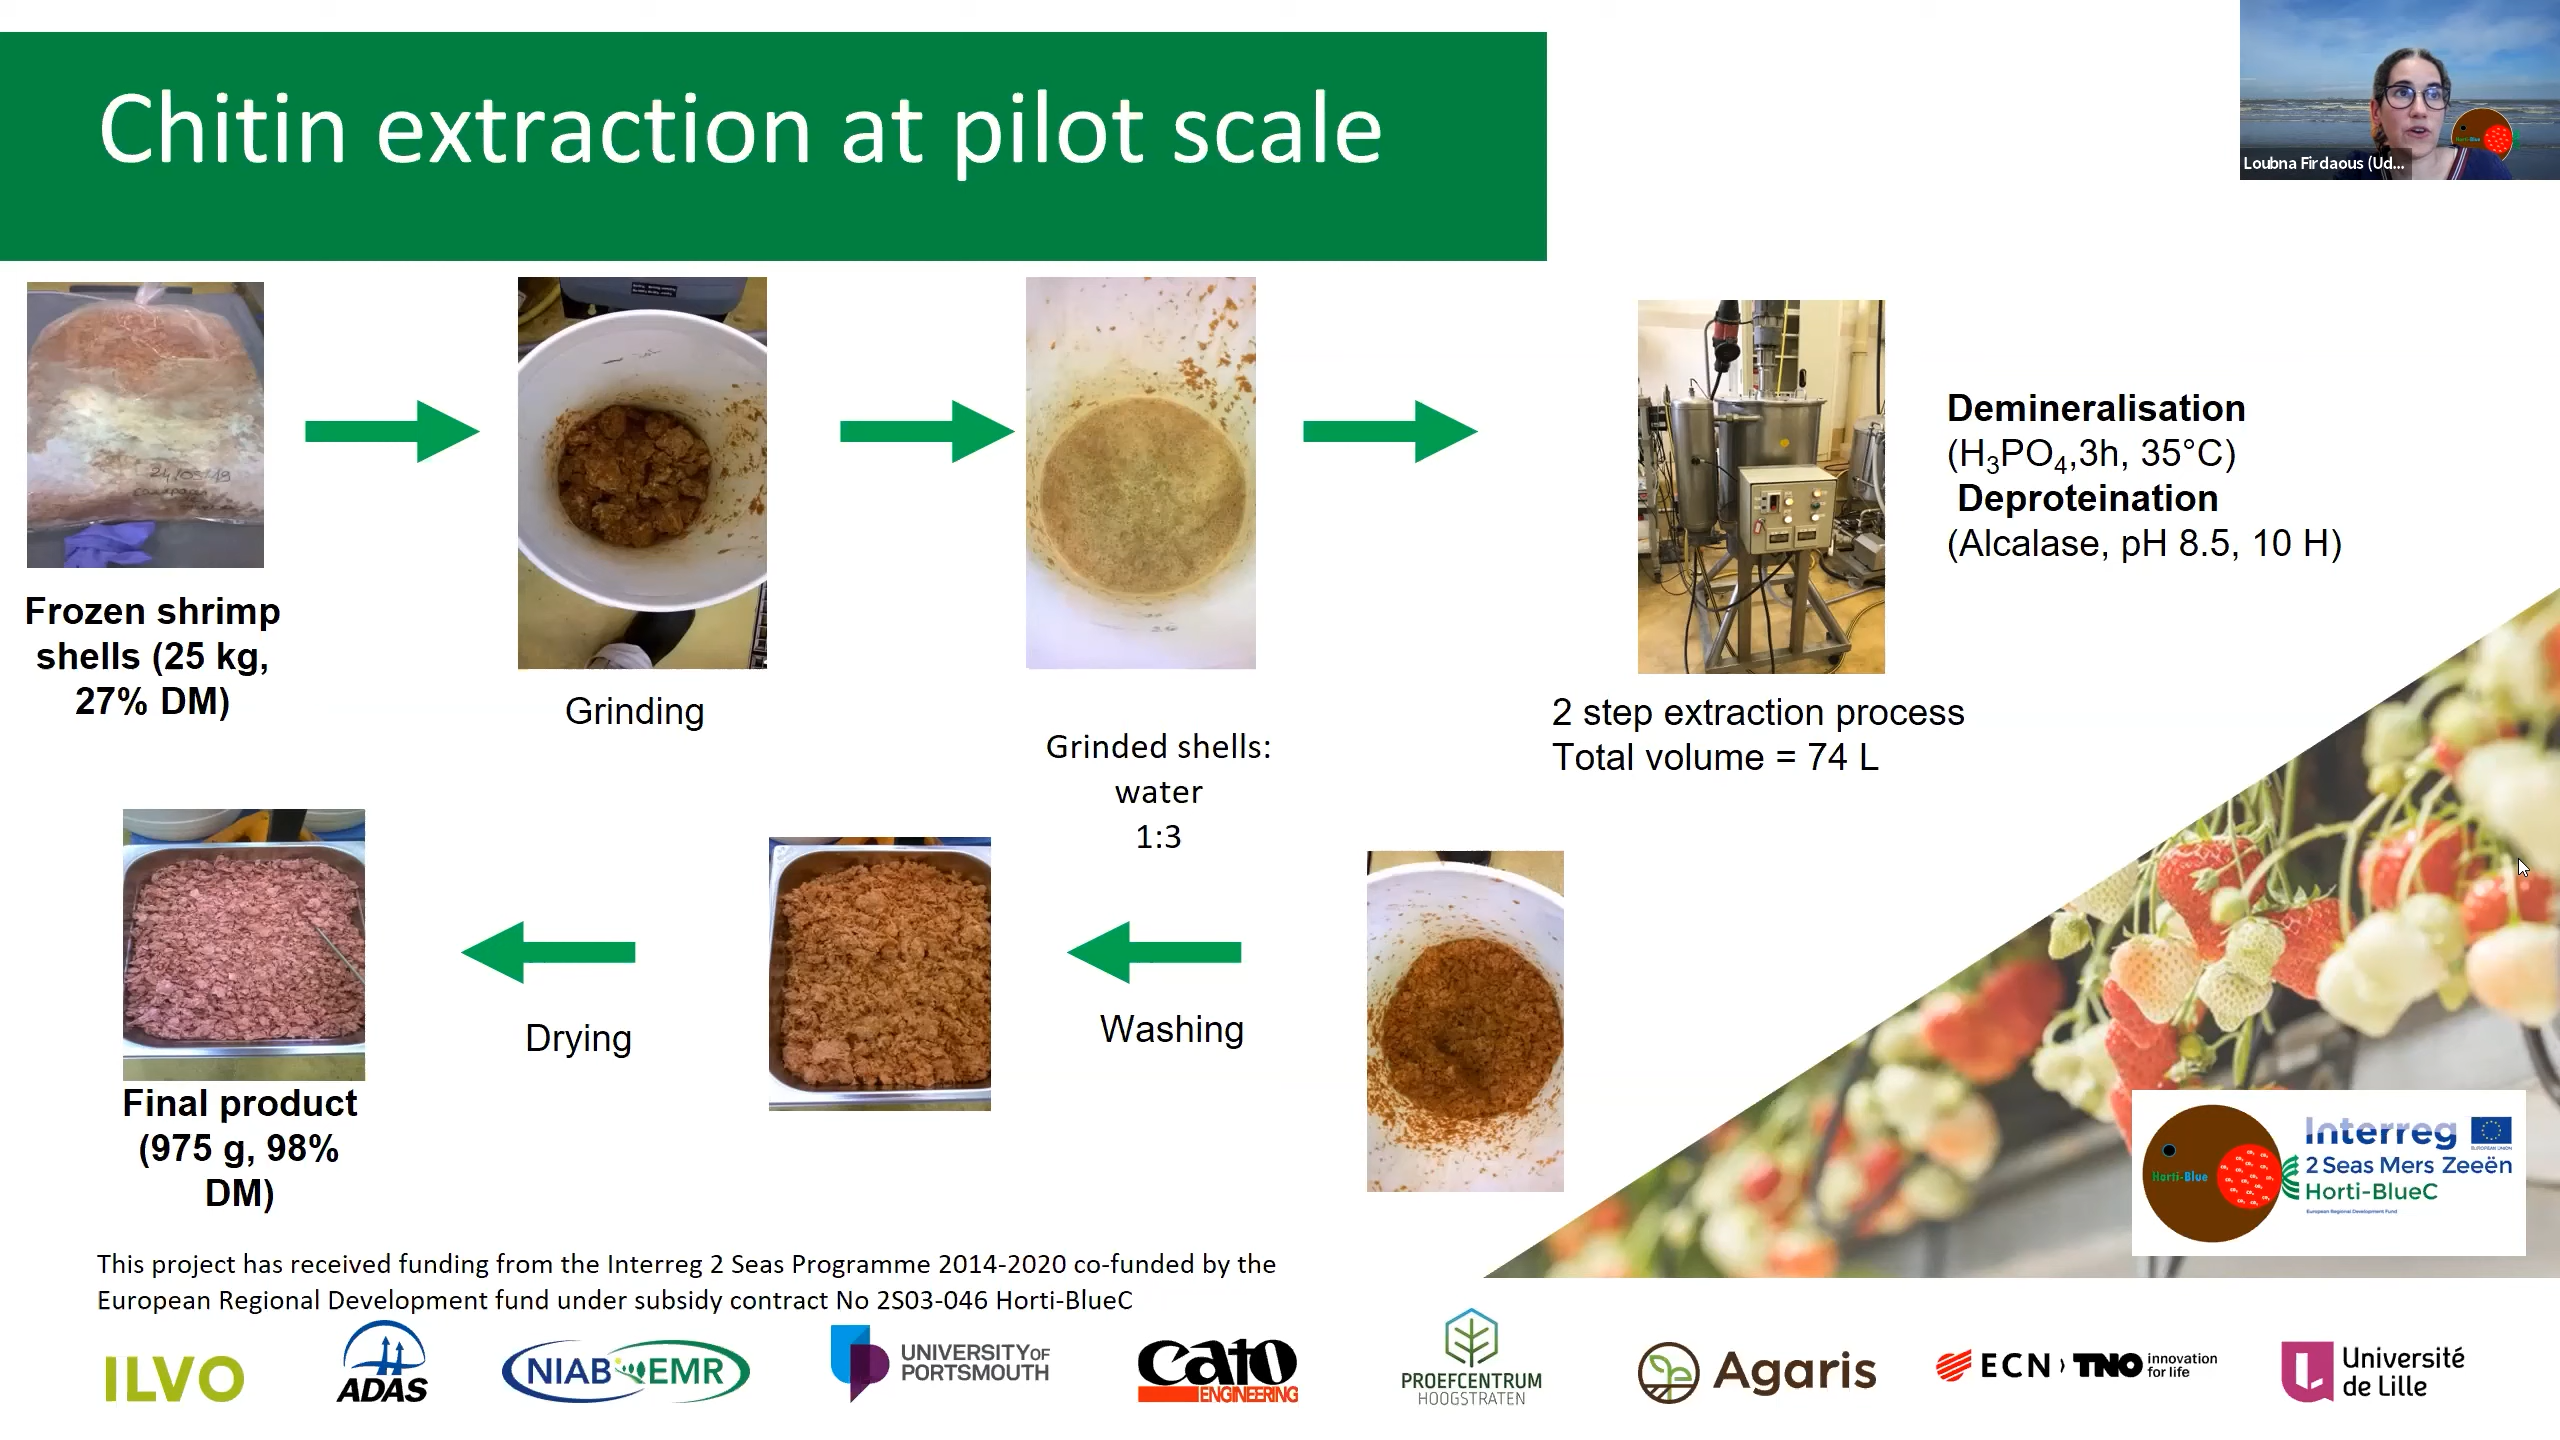 Chitin extraction at pilot scale
Loubna Firdaous (Ud...
24/05/19
Frozen shrimp
shells (25 kg,
27% DM)
Grinding
Grinded shells:
water
1:3
Demineralisation
(H₃PO₄,3h, 35°C)
Deproteination
(Alcalase, pH 8.5, 10 H)
2 step extraction process
Total volume = 74 L
Washing
Drying
Final product
(975 g, 98%
DM)
Horti-Blue
Interreg
EUROPEAN UNION
2 Seas Mers Zeeën
Horti-BlueC
European Regional Development Fund
This project has received funding from the Interreg 2 Seas Programme 2014-2020 co-funded by the
European Regional Development fund under subsidy contract No 2S03-046 Horti-BlueC
ILVO
ADAS
NIAB EMR
UNIVERSITY OF
PORTSMOUTH
cato
ENGINEERING
PROEFCENTRUM
HOOGSTRATEN
Agaris
ECN > TNO innovation
for life
Université
de Lille